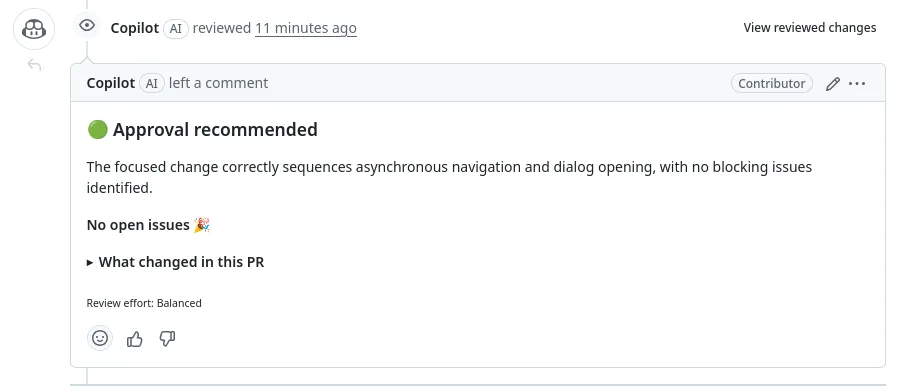 Copilot AI reviewed 11 minutes ago
View reviewed changes
Copilot AI left a comment
Contributor
🟢 Approval recommended
The focused change correctly sequences asynchronous navigation and dialog opening, with no blocking issues
identified.
No open issues 🎉
▸ What changed in this PR
Review effort: Balanced